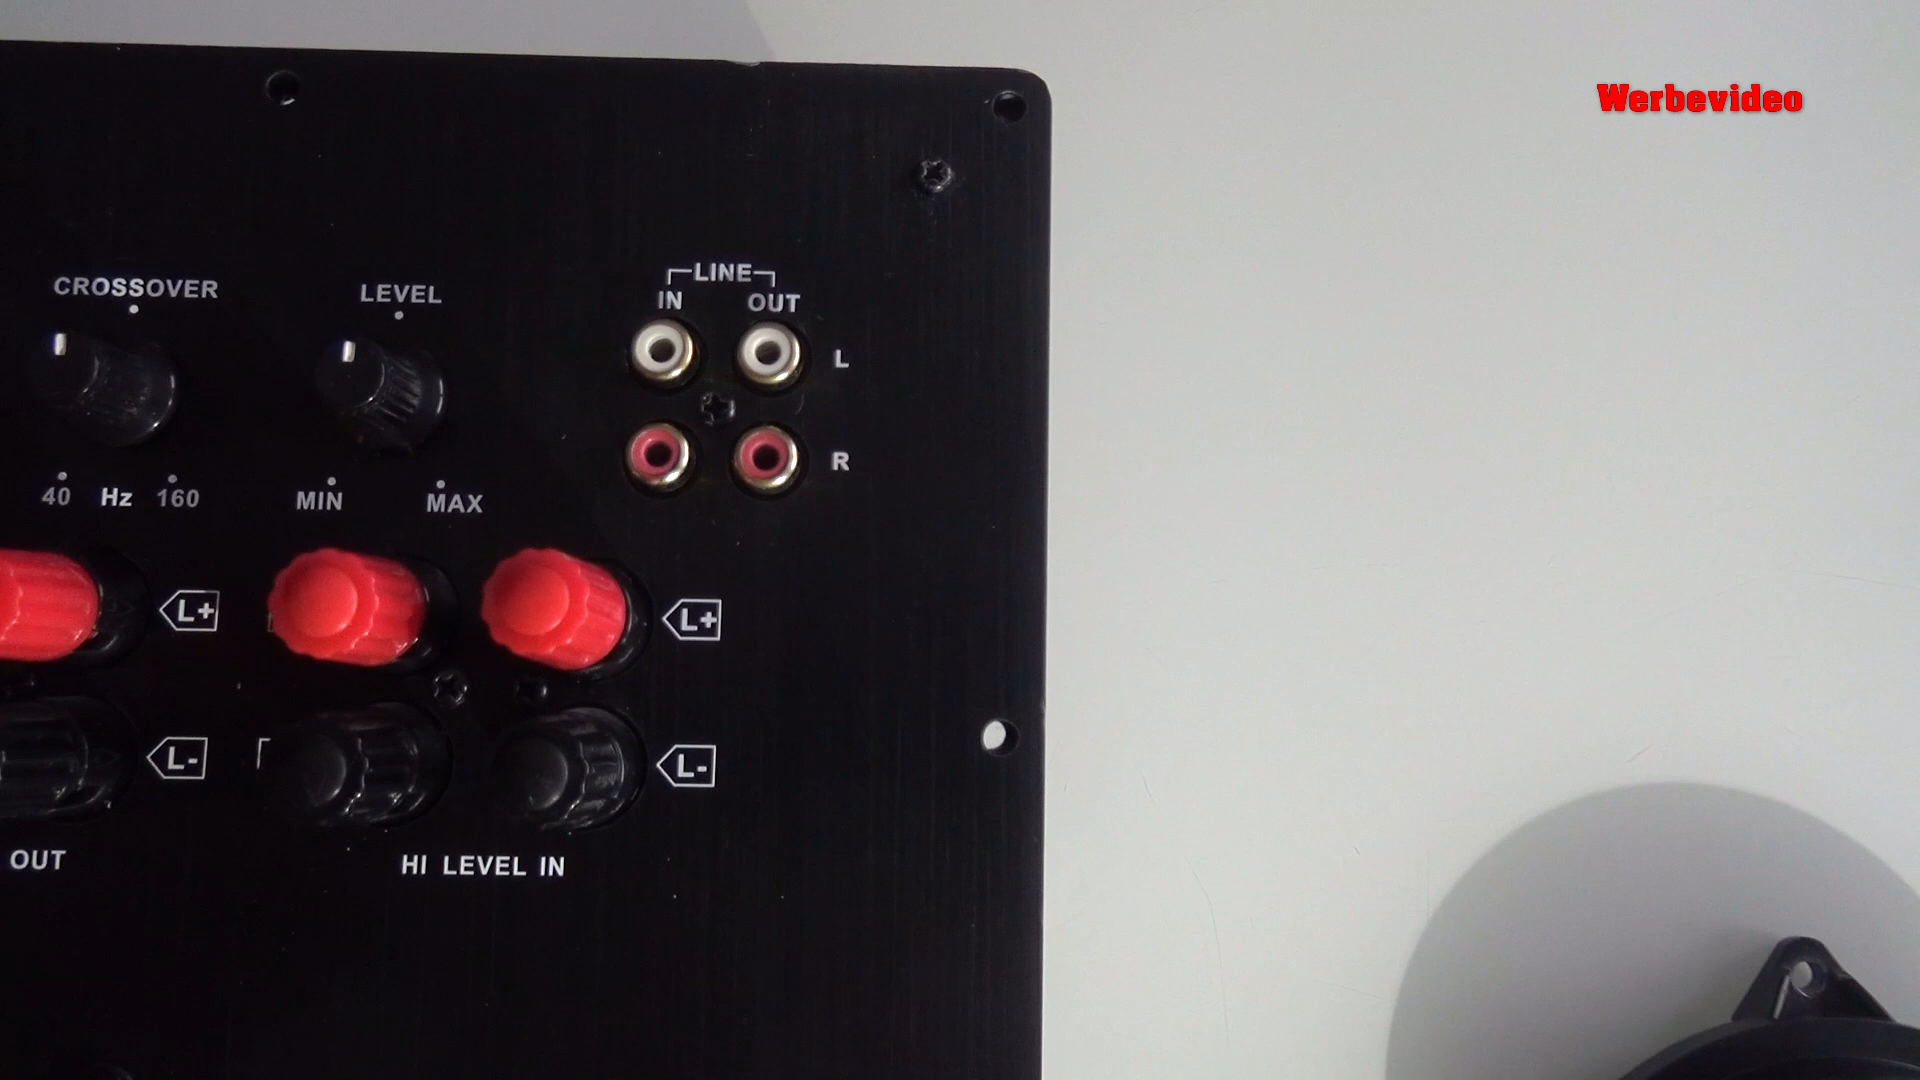 Werbevideo
CROSSOVER
LEVEL
LINE
IN OUT
L
R
40 Hz 160
MIN MAX
L+
L+
L-
L-
OUT
HI LEVEL IN